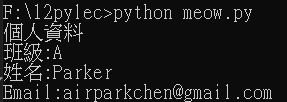 F:\12pylec>python meow.py
個人資料
班級:A
姓名:Parker
Email:airparkchen@gmail.com